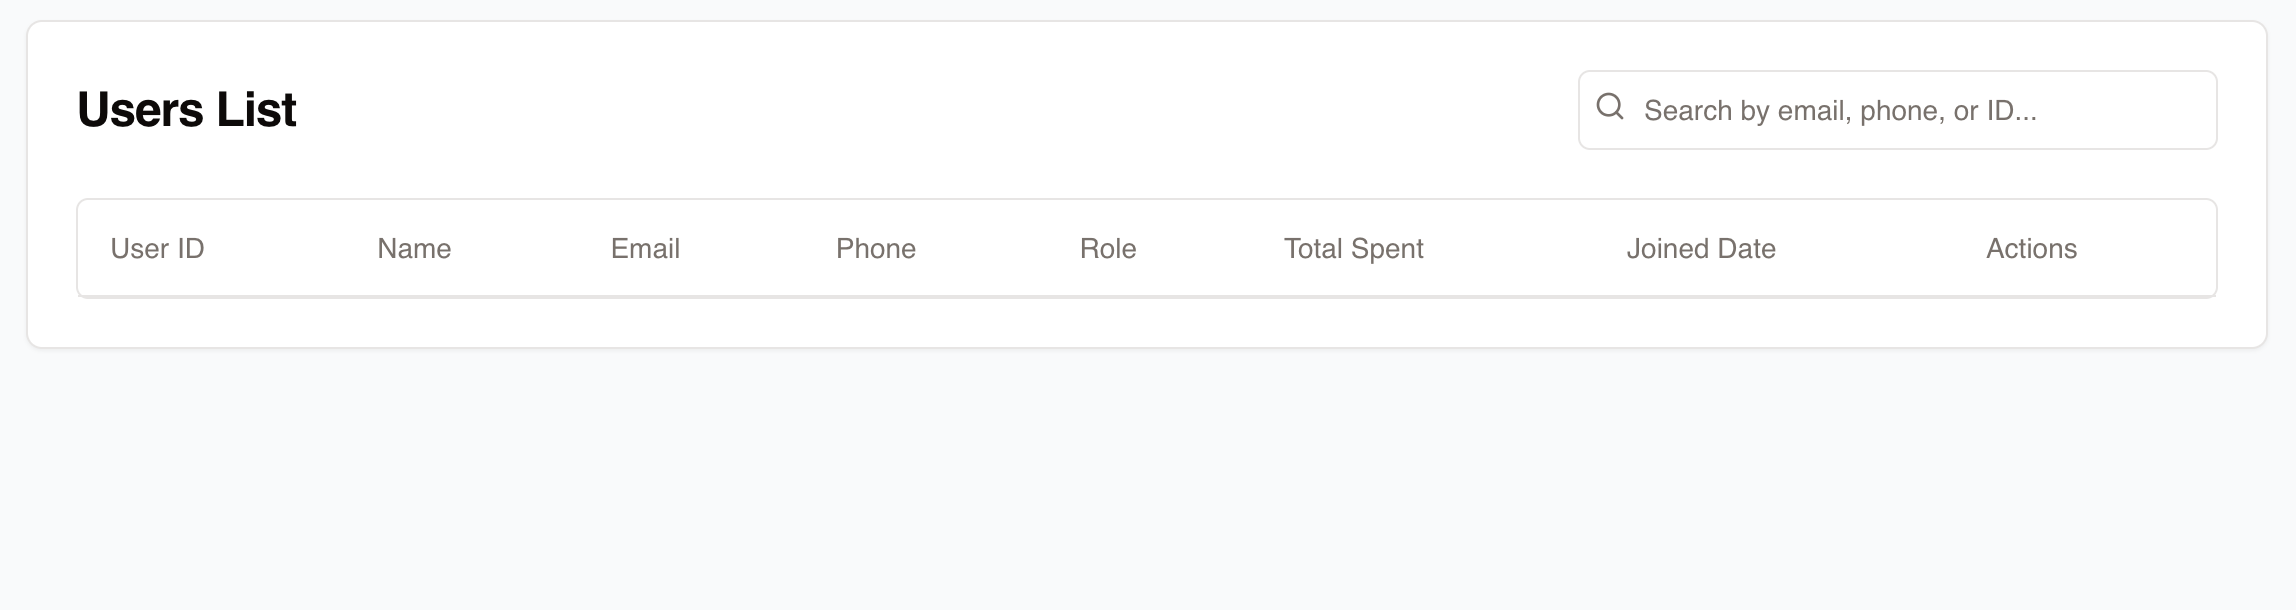 Users List
Search by email, phone, or ID...
User ID Name Email Phone Role Total Spent Joined Date Actions